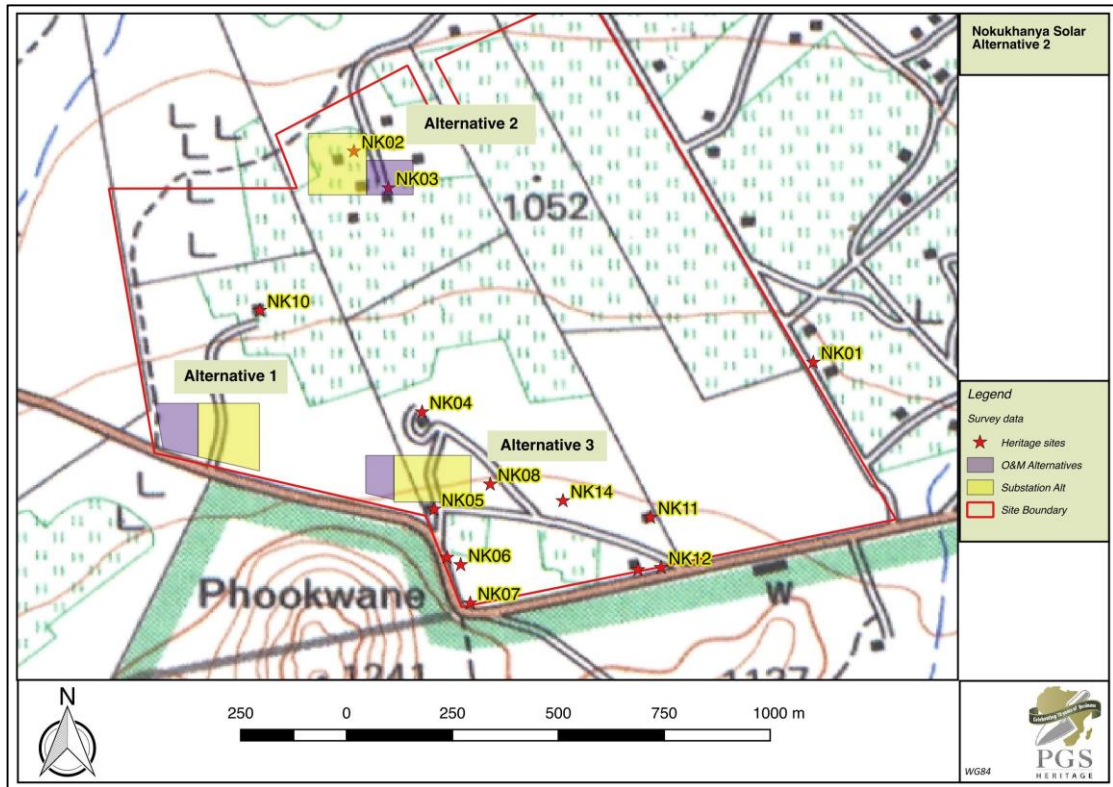 Nokukhanya Solar
Alternative 2
Alternative 2
NK02
NK03
1052
NK10
NK01
Alternative 1
NK04
Alternative 3
NK08
NK14
NK11
NK05
NK12
NK06
NK07
Phookwane
W
1241
1127
Legend
Survey data
Heritage sites
O&M Alternatives
Substation Alt
Site Boundary
N
250 0 250 500 750 1000 m
WG84
PGS
HERITAGE